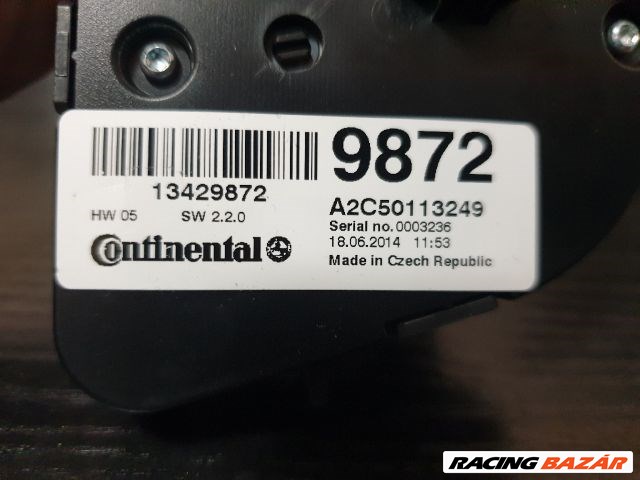 9872
13429872
HW 05 SW 2.2.0
Continental
A2C50113249
Serial no. 0003236
18.06.2014 11:53
Made in Czech Republic
RACING BAZÁR